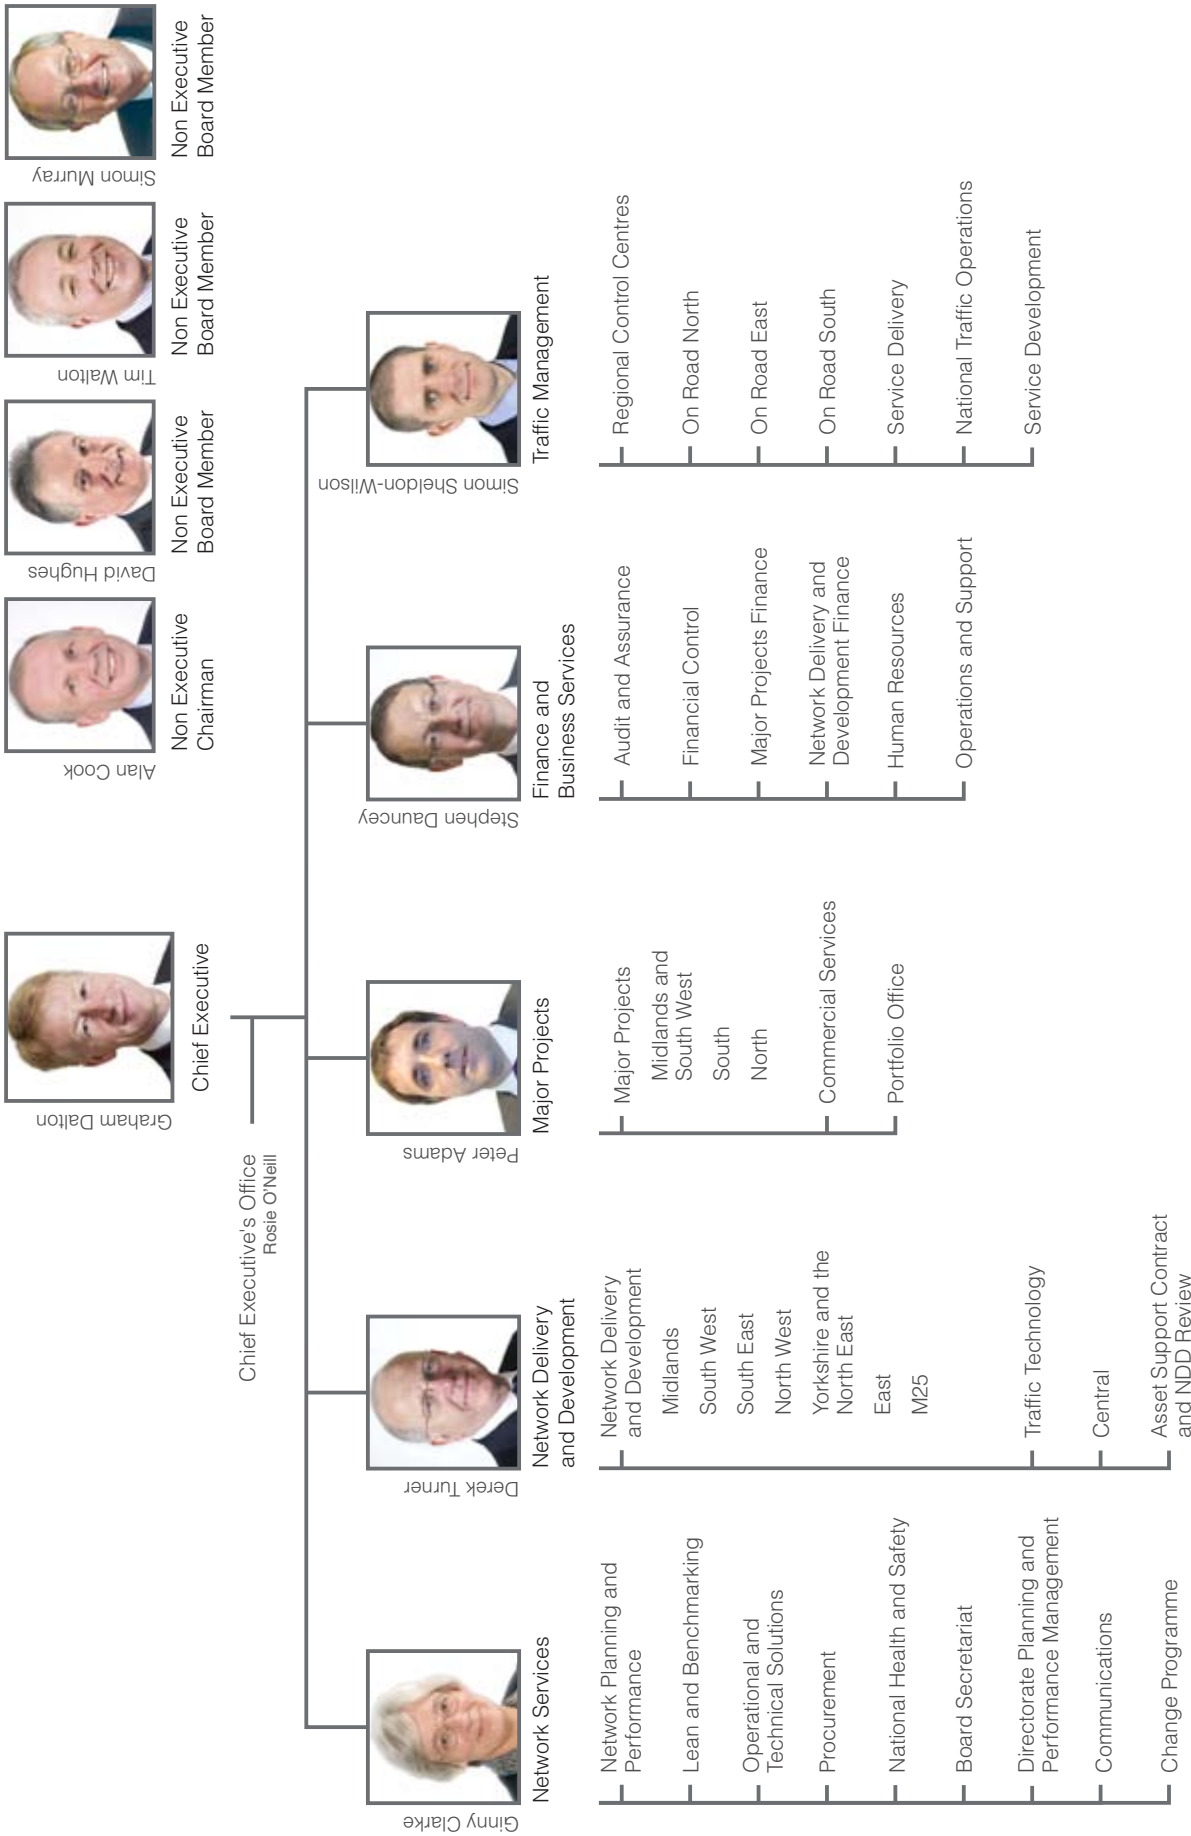 Graham Dalton
Chief Executive
Alan Cook
Non Executive
Chairman
David Hughes
Non Executive
Board Member
Tim Walton
Non Executive
Board Member
Simon Murray
Non Executive
Board Member
Chief Executive's Office
Rosie O'Neill
Ginny Clarke
Network Services
Network Planning and
Performance
Lean and Benchmarking
Operational and
Technical Solutions
Procurement
National Health and Safety
Board Secretariat
Directorate Planning and
Performance Management
Communications
Change Programme
Derek Turner
Network Delivery
and Development
Network Delivery
and Development
Midlands
South West
South East
North West
Yorkshire and the
North East
East
M25
Traffic Technology
Central
Asset Support Contract
and NDD Review
Peter Adams
Major Projects
Major Projects
Midlands and
South West
South
North
Commercial Services
Portfolio Office
Stephen Dauncey
Finance and
Business Services
Audit and Assurance
Financial Control
Major Projects Finance
Network Delivery and
Development Finance
Human Resources
Operations and Support
Simon Sheldon-Wilson
Traffic Management
Regional Control Centres
On Road North
On Road East
On Road South
Service Delivery
National Traffic Operations
Service Development